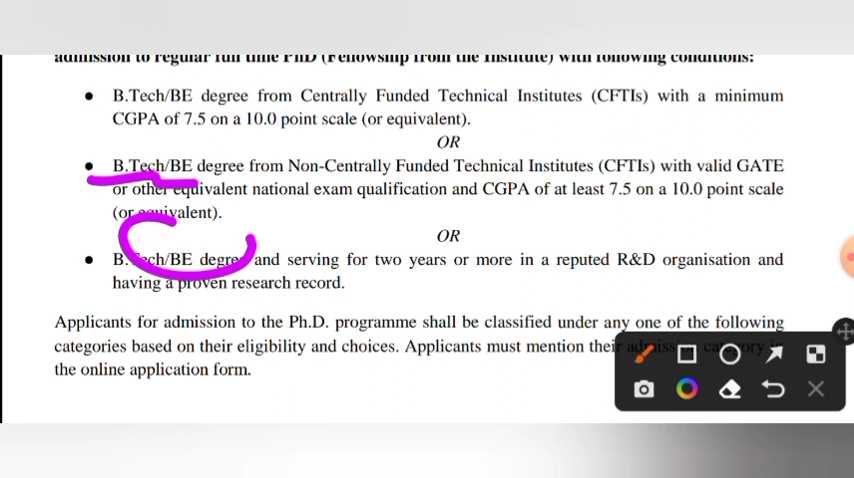 admission to regular full time PhD (Fellowship from the Institute) with following conditions:
• B.Tech/BE degree from Centrally Funded Technical Institutes (CFTIs) with a minimum
CGPA of 7.5 on a 10.0 point scale (or equivalent).
OR
• B.Tech/BE degree from Non-Centrally Funded Technical Institutes (CFTIs) with valid GATE
or other equivalent national exam qualification and CGPA of at least 7.5 on a 10.0 point scale
(or equivalent).
OR
• B.Tech/BE degree and serving for two years or more in a reputed R&D organisation and
having a proven research record.
Applicants for admission to the Ph.D. programme shall be classified under any one of the following
categories based on their eligibility and choices. Applicants must mention their admission category in
the online application form.